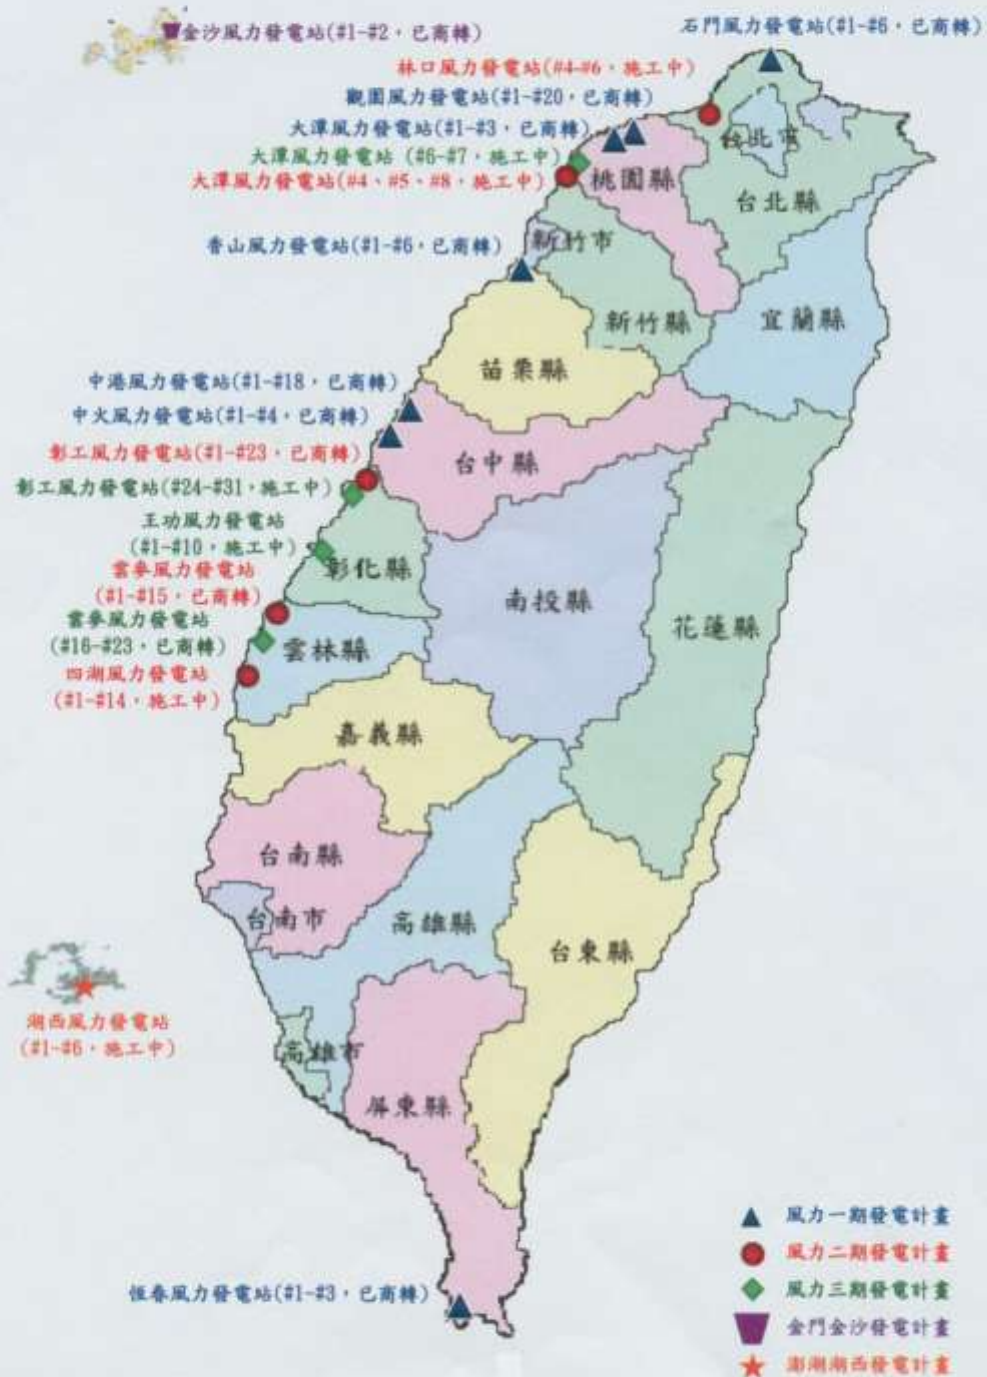 金沙風力發電站(#1-#2，已商轉)
石門風力發電站(#1-#6，已商轉)
林口風力發電站(#4-#6，施工中)
觀園風力發電站(#1-#20，已商轉)
大潭風力發電站(#1-#3，已商轉)
大潭風力發電站 (#6-#7，施工中)
大潭風力發電站(#4、#5、#8，施工中)
台北市
桃園縣
台北縣
香山風力發電站(#1-#6，已商轉)
新竹市
新竹縣
宜蘭縣
苗栗縣
中港風力發電站(#1-#18，已商轉)
中火風力發電站(#1-#4，已商轉)
彰工風力發電站(#1-#23，已商轉)
台中縣
彰工風力發電站(#24-#31，施工中)
王功風力發電站
(#1-#10，施工中)
彰化縣
雲麥風力發電站
(#1-#15，已商轉)
南投縣
花蓮縣
雲麥風力發電站
(#16-#23，已商轉)
雲林縣
四湖風力發電站
(#1-#14，施工中)
嘉義縣
台南縣
台南市
高雄縣
台東縣
湖西風力發電站
(#1-#6，施工中)
高雄市
屏東縣
恆春風力發電站(#1-#3，已商轉)
風力一期發電計畫
風力二期發電計畫
風力三期發電計畫
金門金沙發電計畫
澎湖湖西發電計畫